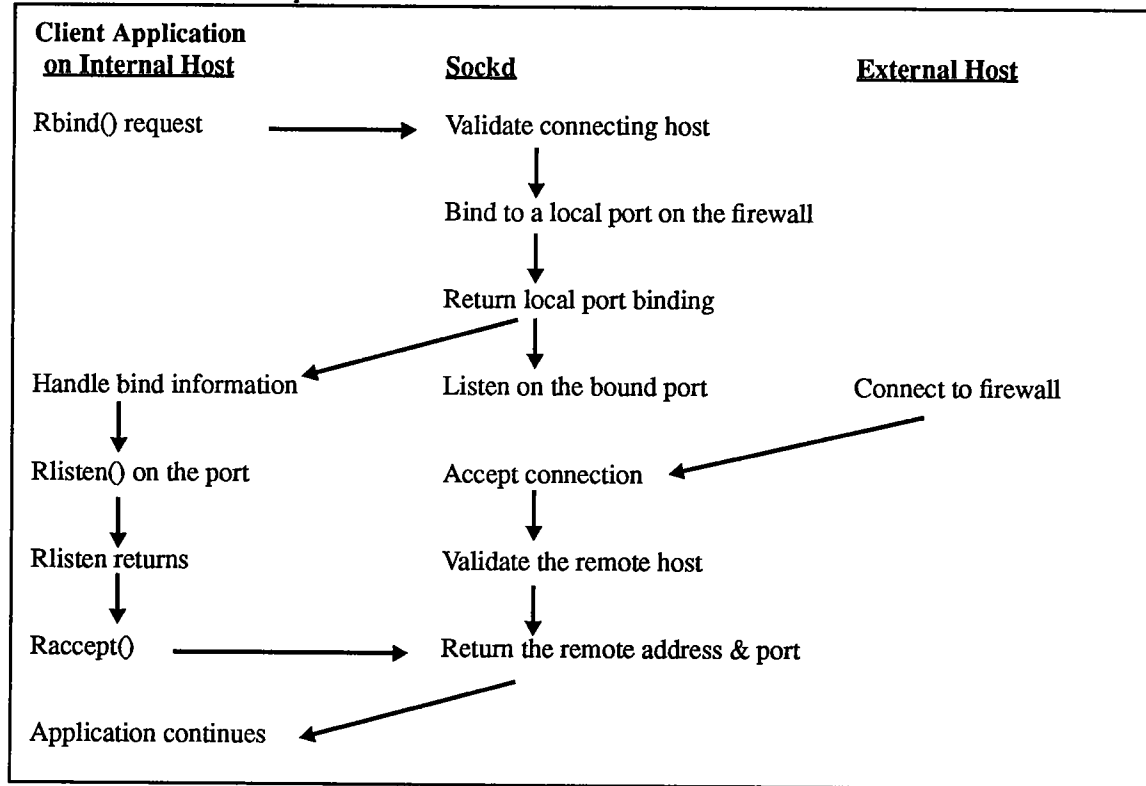 Client Application
on Internal Host
Sockd
External Host
Rbind() request
Validate connecting host
Bind to a local port on the firewall
Return local port binding
Handle bind information
Listen on the bound port
Connect to firewall
Rlisten() on the port
Accept connection
Rlisten returns
Validate the remote host
Raccept()
Return the remote address & port
Application continues